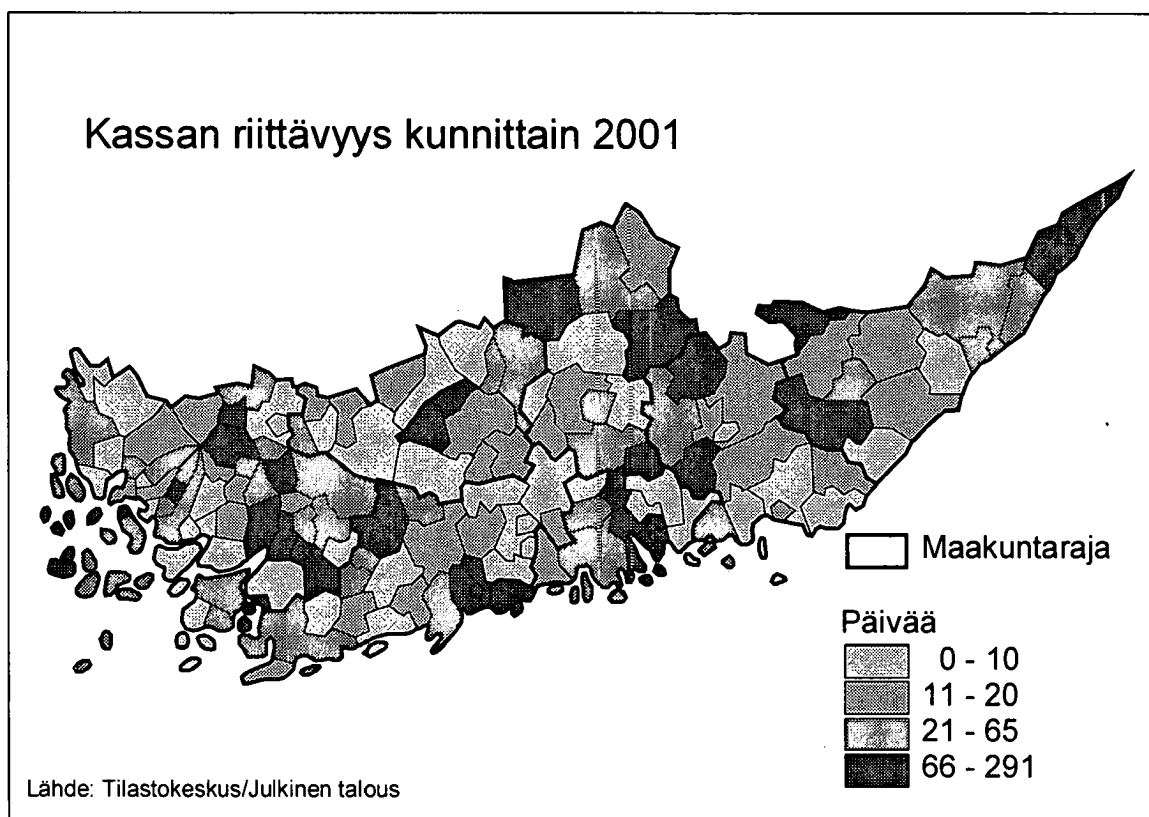 Kassan riittävyys kunnittain 2001
Maakuntaraja
Päivää
0 - 10
11 - 20
21 - 65
66 - 291
Lähde: Tilastokeskus/Julkinen talous